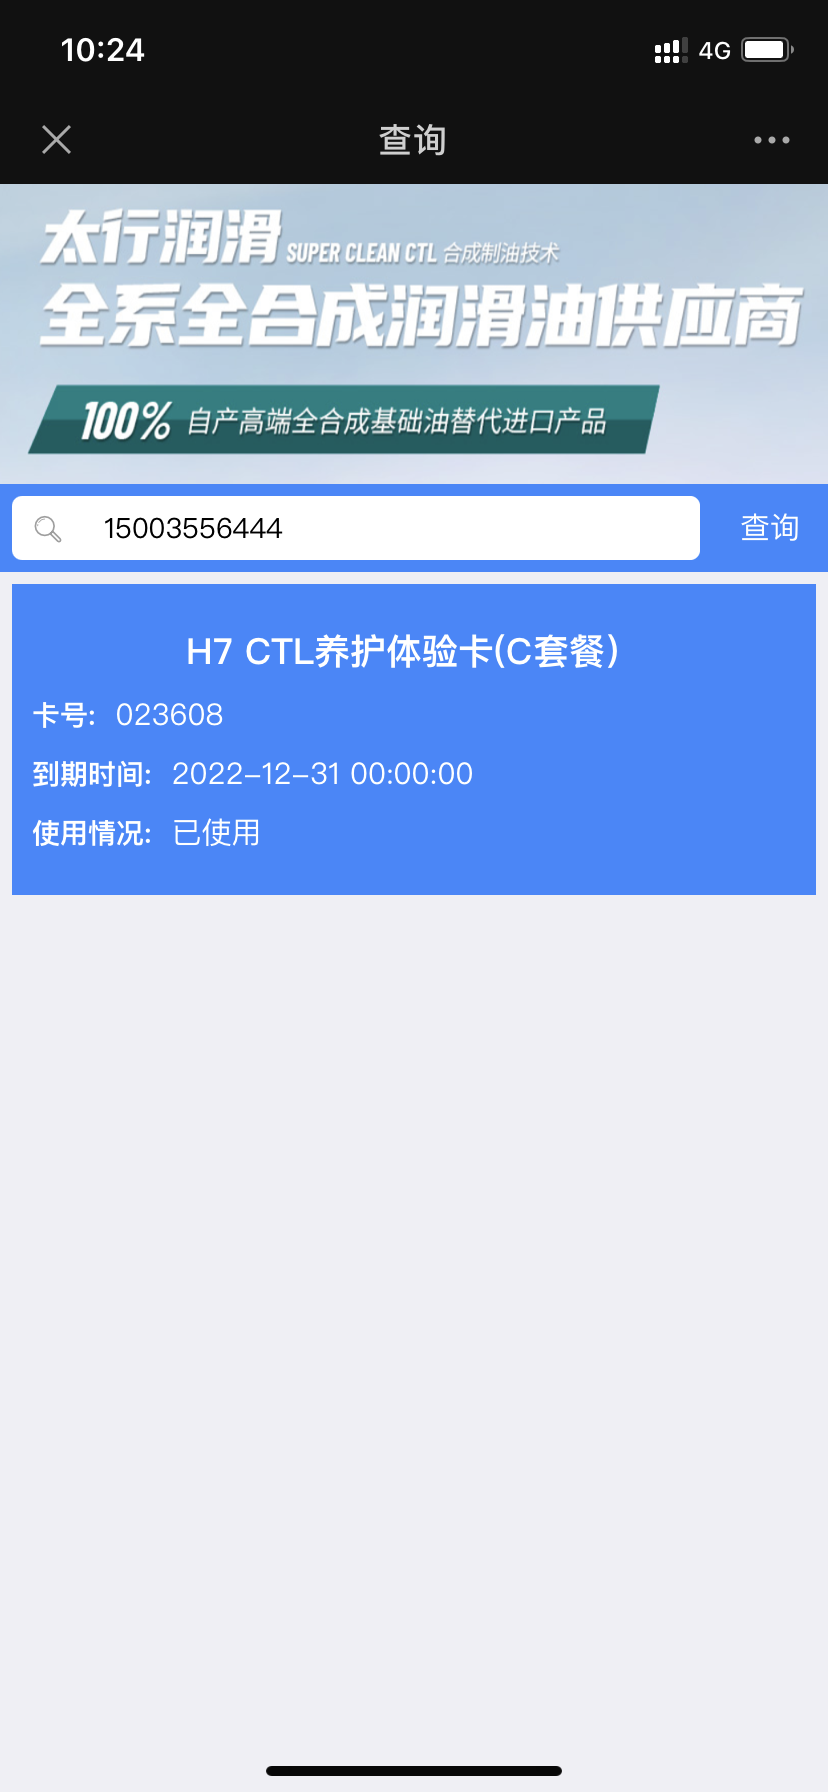 10:24
4G
查询
太行润滑 SUPER CLEAN CTL 合成制油技术
全系全合成润滑油供应商
100% 自产高端全合成基础油替代进口产品
15003556444 查询
H7 CTL养护体验卡(C套餐)
卡号: 023608
到期时间: 2022-12-31 00:00:00
使用情况: 已使用